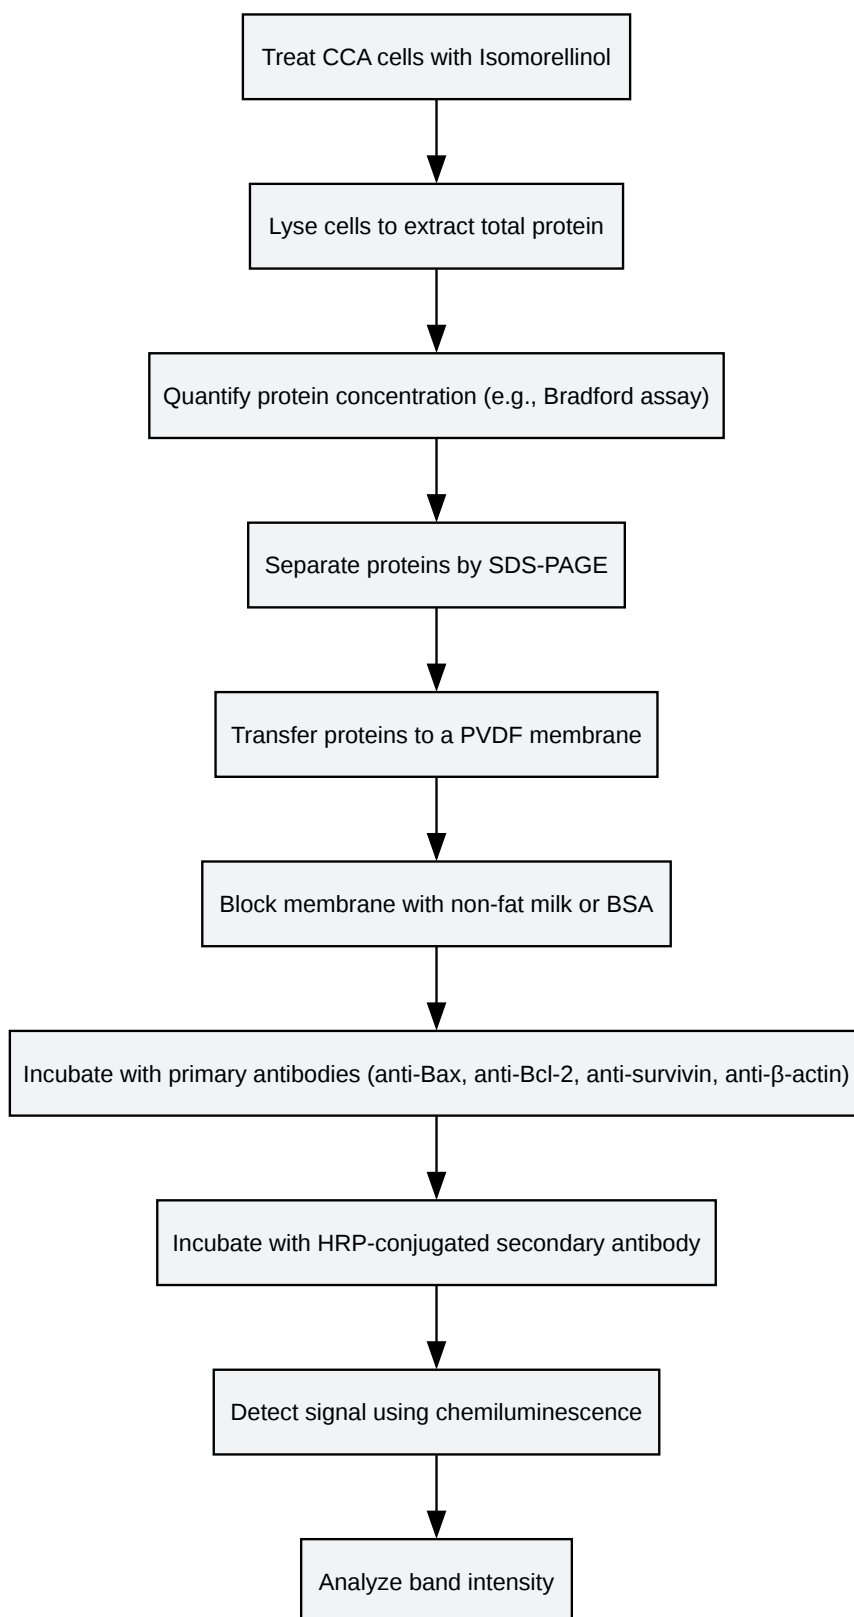 Treat CCA cells with Isomorellinol
Lyse cells to extract total protein
Quantify protein concentration (e.g., Bradford assay)
Separate proteins by SDS-PAGE
Transfer proteins to a PVDF membrane
Block membrane with non-fat milk or BSA
Incubate with primary antibodies (anti-Bax, anti-Bcl-2, anti-survivin, anti-β-actin)
Incubate with HRP-conjugated secondary antibody
Detect signal using chemiluminescence
Analyze band intensity